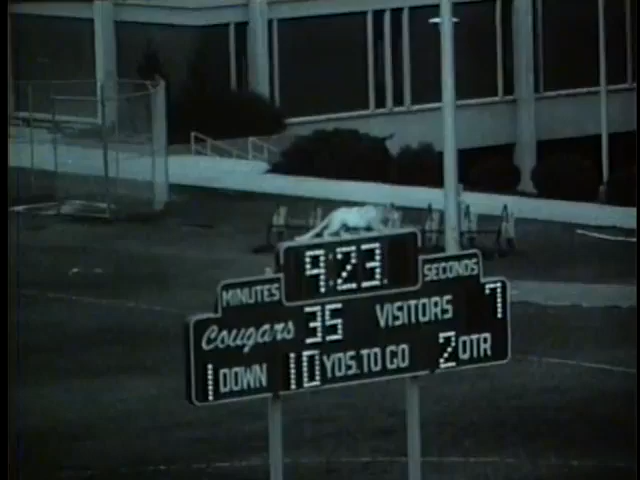 9:23
MINUTES SECONDS
Cougars 35 VISITORS 7
1 DOWN 10 YDS. TO GO 2 QTR